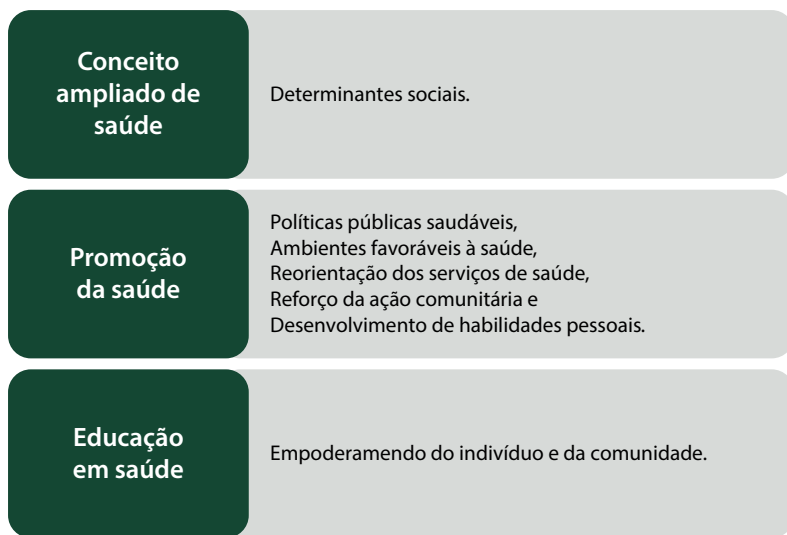 Conceito
ampliado de
saúde
Determinantes sociais.
Promoção
da saúde
Políticas públicas saudáveis,
Ambientes favoráveis à saúde,
Reorientação dos serviços de saúde,
Reforço da ação comunitária e
Desenvolvimento de habilidades pessoais.
Educação
em saúde
Empoderamendo do indivíduo e da comunidade.